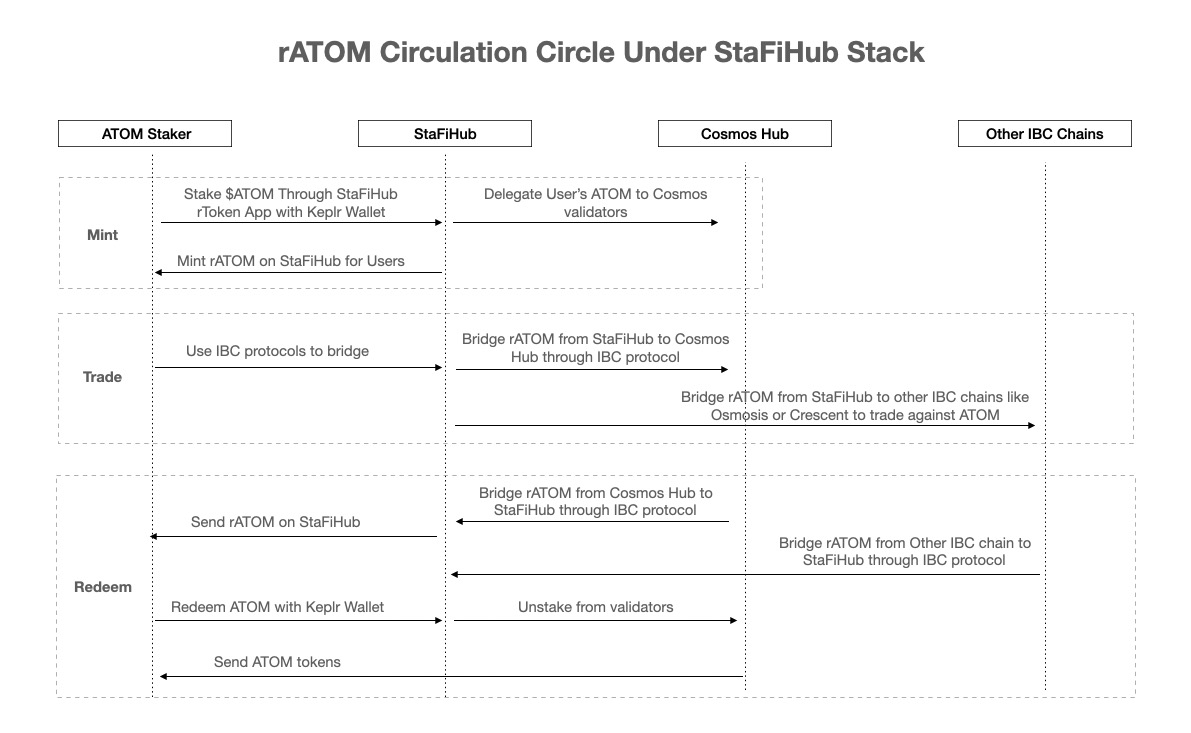 rATOM Circulation Circle Under StaFiHub Stack
ATOM Staker
StaFiHub
Cosmos Hub
Other IBC Chains
Mint
Stake $ATOM Through StaFiHub
rToken App with Keplr Wallet
Delegate User’s ATOM to Cosmos
validators
Mint rATOM on StaFiHub for Users
Trade
Use IBC protocols to bridge
Bridge rATOM from StaFiHub to Cosmos
Hub through IBC protocol
Bridge rATOM from StaFiHub to other IBC chains like
Osmosis or Crescent to trade against ATOM
Redeem
Bridge rATOM from Cosmos Hub to
StaFiHub through IBC protocol
Send rATOM on StaFiHub
Bridge rATOM from Other IBC chain to
StaFiHub through IBC protocol
Redeem ATOM with Keplr Wallet
Unstake from validators
Send ATOM tokens